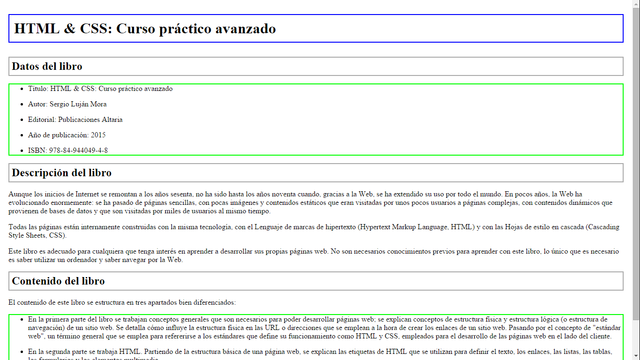 HTML & CSS: Curso práctico avanzado
Datos del libro
Título: HTML & CSS: Curso práctico avanzado
Autor: Sergio Luján Mora
Editorial: Publicaciones Altaria
Año de publicación: 2015
ISBN: 978-84-944049-4-8
Descripción del libro
Aunque los inicios de Internet se remontan a los años sesenta, no ha sido hasta los años noventa cuando, gracias a la Web, se ha extendido su uso por todo el mundo. En pocos años, la Web ha
evolucionado enormemente: se ha pasado de páginas sencillas, con pocas imágenes y contenidos estáticos que eran visitadas por unos pocos usuarios a páginas complejas, con contenidos dinámicos que
provienen de bases de datos y que son visitadas por miles de usuarios al mismo tiempo.
Todas las páginas están internamente construidas con la misma tecnología, con el Lenguaje de marcas de hipertexto (Hypertext Markup Language, HTML) y con las Hojas de estilo en cascada (Cascading
Style Sheets, CSS).
Este libro es adecuado para cualquiera que tenga interés en aprender a desarrollar sus propias páginas web. No son necesarios conocimientos previos para aprender con este libro, lo único que es necesario
es saber utilizar un ordenador y saber navegar por la Web.
Contenido del libro
El contenido de este libro se estructura en tres apartados bien diferenciados:
En la primera parte del libro se trabajan conceptos generales que son necesarios para poder desarrollar páginas web; se explican conceptos de estructura física y estructura lógica (o estructura de
navegación) de un sitio web. Se detalla cómo influye la estructura física en las URL o direcciones que se emplean a la hora de crear los enlaces de un sitio web. Pasando por el concepto de "estándar
web", un término general que se emplea para referirse a los estándares que define su funcionamiento como HTML y CSS, empleados para el desarrollo de las páginas web en el lado del cliente.
En la segunda parte se trabaja HTML. Partiendo de la estructura básica de una página web, se explican las etiquetas de HTML que se utilizan para definir el texto, los enlaces, las listas, las tablas,